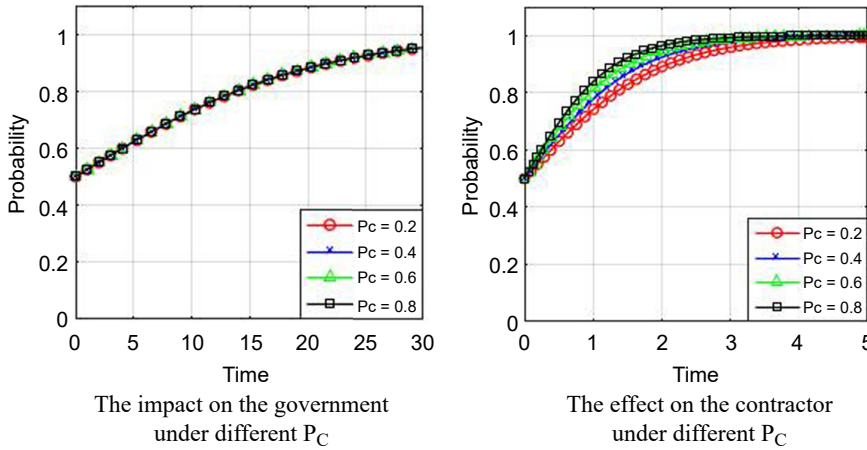 1
0.8
0.6
0.4
0.2
0
Probability
Pc = 0.2
Pc = 0.4
Pc = 0.6
Pc = 0.8
0 5 10 15 20 25 30
Time
The impact on the government
under different P_C
1
0.8
0.6
0.4
0.2
0
Probability
Pc = 0.2
Pc = 0.4
Pc = 0.6
Pc = 0.8
0 1 2 3 4 5
Time
The effect on the contractor
under different P_C